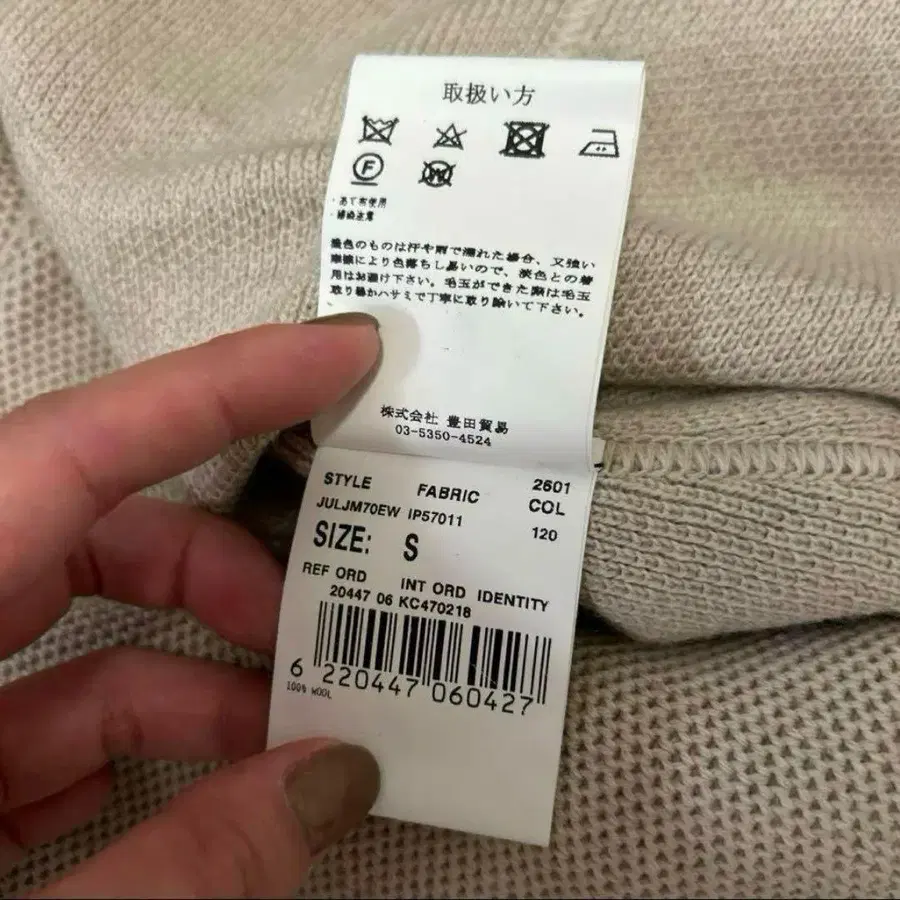 取扱い方
F
W
・あて布使用
・移染注意
濃色のものは汗や雨で濡れた場合、又強い
摩擦により色落ちし易いので、淡色との着
用はお避け下さい。毛玉ができた際は毛玉
取り器かハサミで丁寧に取り除いて下さい。
株式会社 豊田貿易
03-5350-4524
STYLE FABRIC 2601
COL
JULJM70EW IP57011 120
SIZE: S
REF ORD INT ORD IDENTITY
20447 06 KC470218
6 220447 060427
100% WOOL